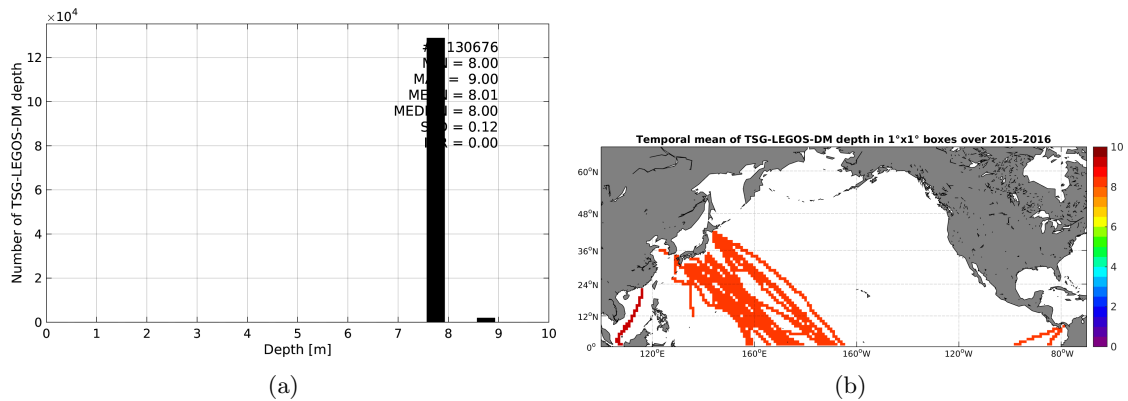 ×10⁴
12
10
8
6
4
2
0
Number of TSG-LEGOS-DM depth
130676
= 8.00
= 9.00
= 8.01
= 8.00
= 0.12
= 0.00
0 1 2 3 4 5 6 7 8 9 10
Depth [m]
(a)
Temporal mean of TSG-LEGOS-DM depth in 1°x1° boxes over 2015-2016
60°N
48°N
36°N
24°N
12°N
0°
120°E 160°E 160°W 120°W 80°W
10
8
6
4
2
0
(b)